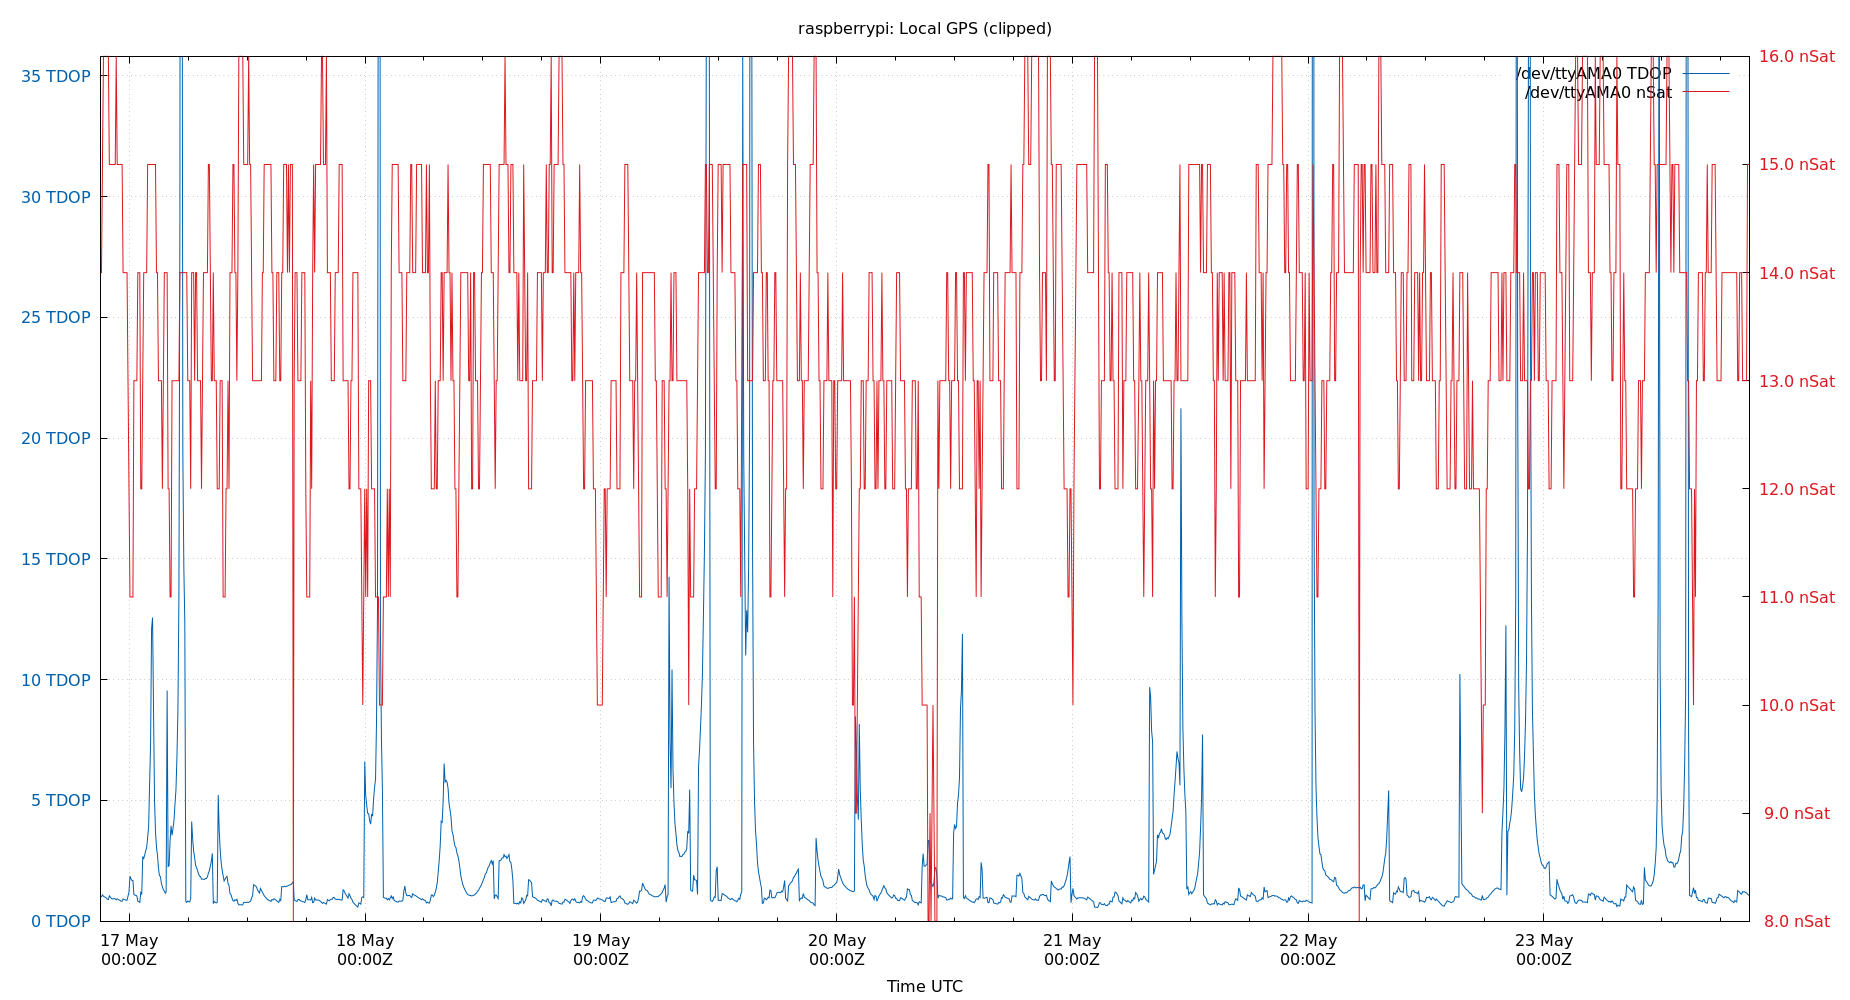 raspberrypi: Local GPS (clipped)
/dev/ttyAMA0 TDOP
/dev/ttyAMA0 nSat
35 TDOP
30 TDOP
25 TDOP
20 TDOP
15 TDOP
10 TDOP
5 TDOP
0 TDOP
16.0 nSat
15.0 nSat
14.0 nSat
13.0 nSat
12.0 nSat
11.0 nSat
10.0 nSat
9.0 nSat
8.0 nSat
17 May
00:00Z
18 May
00:00Z
19 May
00:00Z
20 May
00:00Z
21 May
00:00Z
22 May
00:00Z
23 May
00:00Z
Time UTC